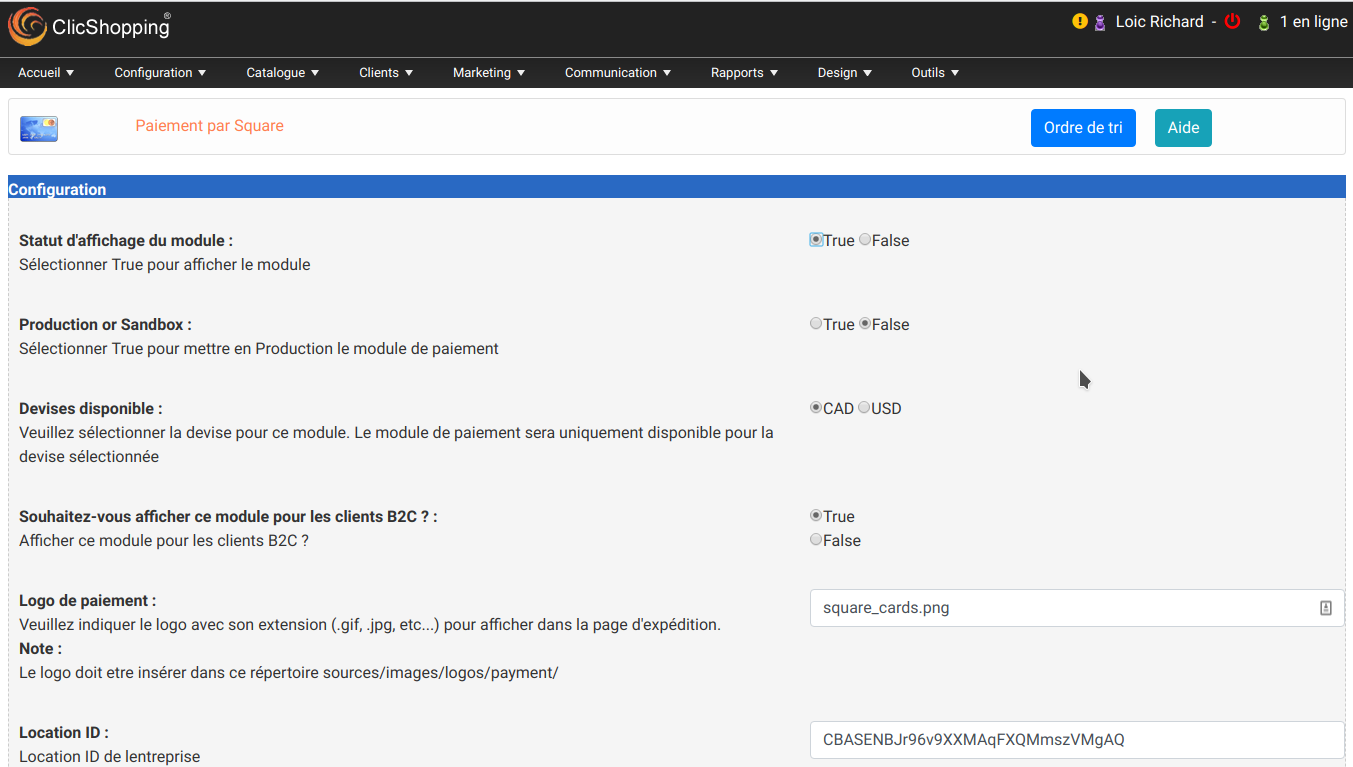 ClicShopping®
Loic Richard - 1 en ligne
Accueil Configuration Catalogue Clients Marketing Communication Rapports Design Outils
Paiement par Square
Ordre de tri
Aide
Configuration
Statut d'affichage du module :
True False
Sélectionner True pour afficher le module
Production or Sandbox :
True False
Sélectionner True pour mettre en Production le module de paiement
Devises disponible :
CAD USD
Veuillez sélectionner la devise pour ce module. Le module de paiement sera uniquement disponible pour la
devise sélectionnée
Souhaitez-vous afficher ce module pour les clients B2C ? :
True
Afficher ce module pour les clients B2C ?
False
Logo de paiement :
square_cards.png
Veuillez indiquer le logo avec son extension (.gif, .jpg, etc...) pour afficher dans la page d'expédition.
Note :
Le logo doit etre insérer dans ce répertoire sources/images/logos/payment/
Location ID :
CBASENBJr96v9XXMAqFXQMmszVMgAQ
Location ID de lentreprise